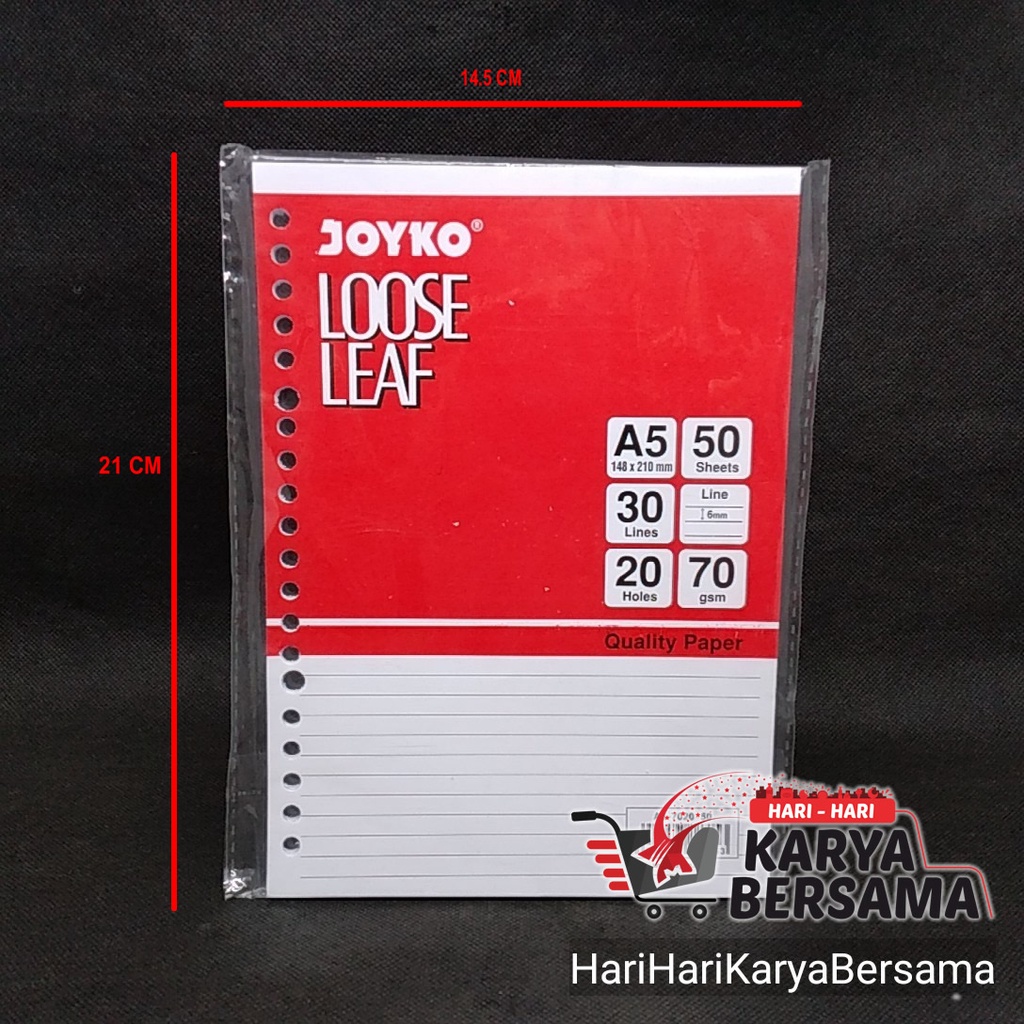 14.5 CM
21 CM
JOYKO®
LOOSE
LEAF
A5
148 x 210 mm
50
Sheets
30
Lines
Line
6mm
20
Holes
70
gsm
Quality Paper
HARI - HARI
KARYA
BERSAMA
HariHariKaryaBersama